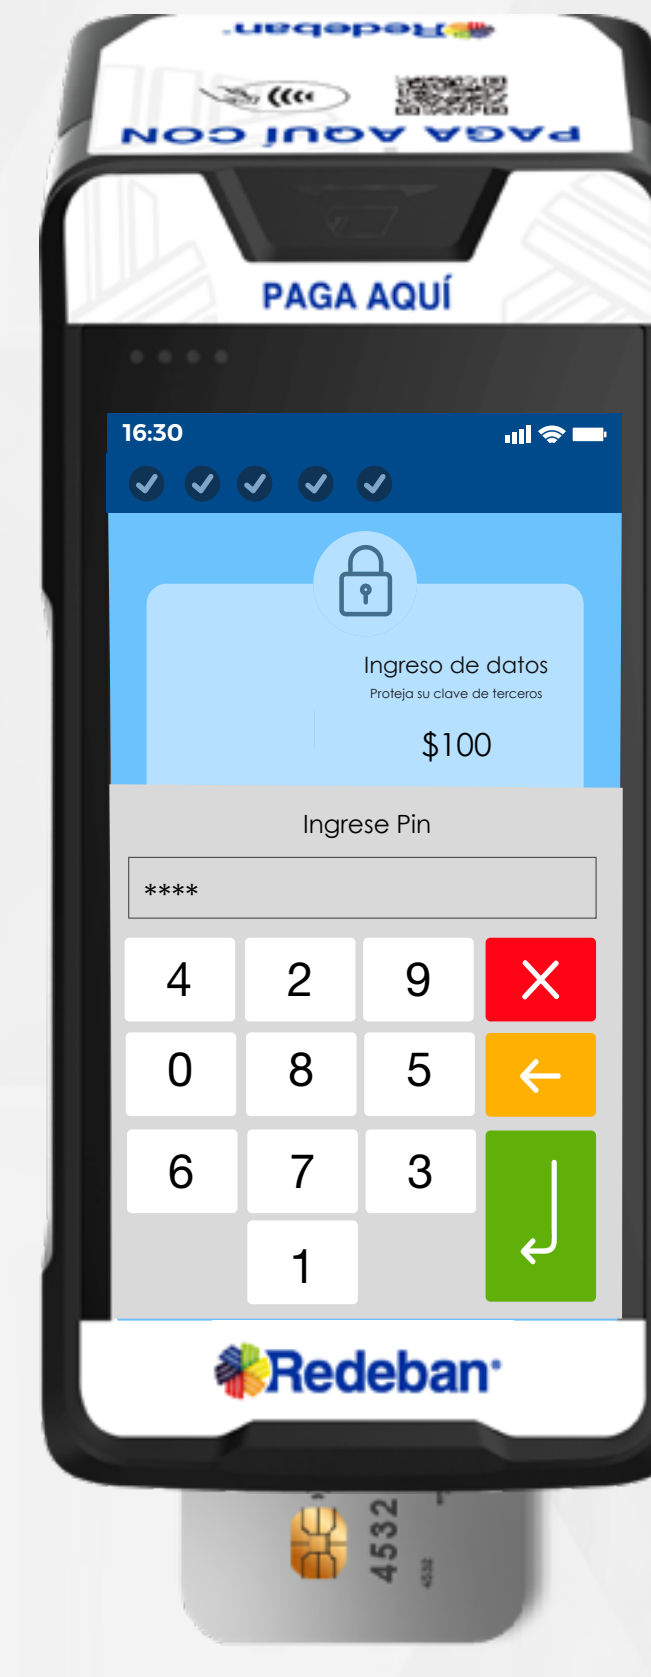 Redeban
PAGA AQUÍ CON
PAGA AQUÍ
16:30
Ingreso de datos
Proteja su clave de terceros
$100
Ingrese Pin
****
4 2 9
0 8 5
6 7 3
1
Redeban
4532
4532